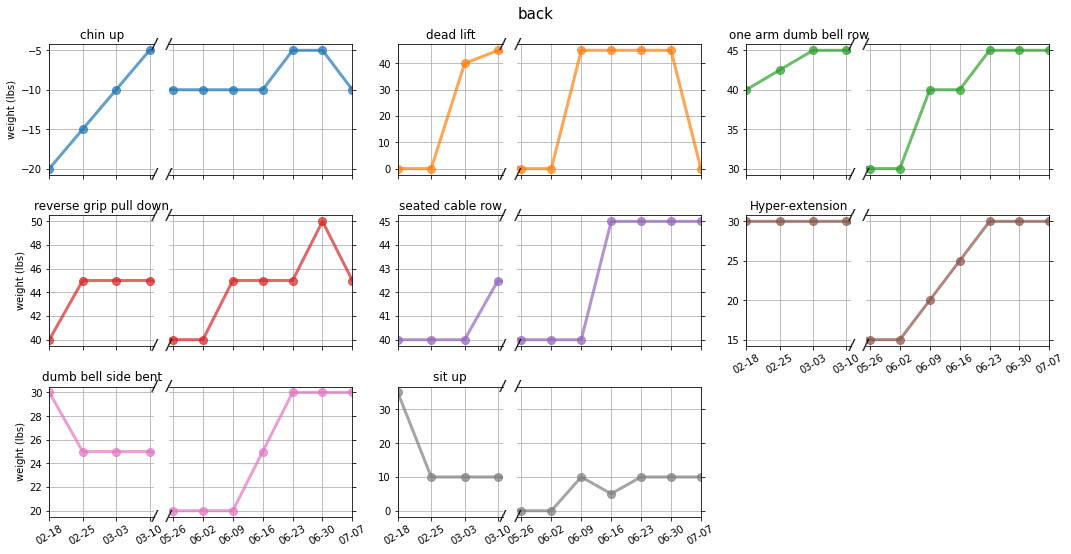 back
chin up
dead lift
one arm dumb bell row
weight (lbs)
−5
−10
−15
−20
40
30
20
10
0
45
40
35
30
reverse grip pull down
seated cable row
Hyper-extension
weight (lbs)
50
48
46
44
42
40
45
44
43
42
41
40
30
25
20
15
02-18 02-25 03-03 03-10 05-26 06-02 06-09 06-16 06-23 06-30 07-07
dumb bell side bent
sit up
weight (lbs)
30
28
26
24
22
20
30
20
10
0
02-18 02-25 03-03 03-10 05-26 06-02 06-09 06-16 06-23 06-30 07-07
02-18 02-25 03-03 03-10 05-26 06-02 06-09 06-16 06-23 06-30 07-07